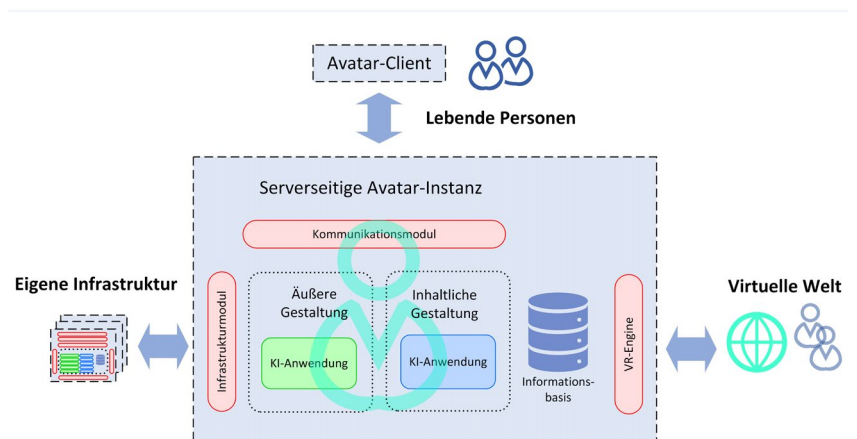 Avatar-Client
Lebende Personen
Serverseitige Avatar-Instanz
Kommunikationsmodul
Eigene Infrastruktur
Infrastrukturmodul
Äußere
Gestaltung
KI-Anwendung
Inhaltliche
Gestaltung
KI-Anwendung
Informations-
basis
VR-Engine
Virtuelle Welt